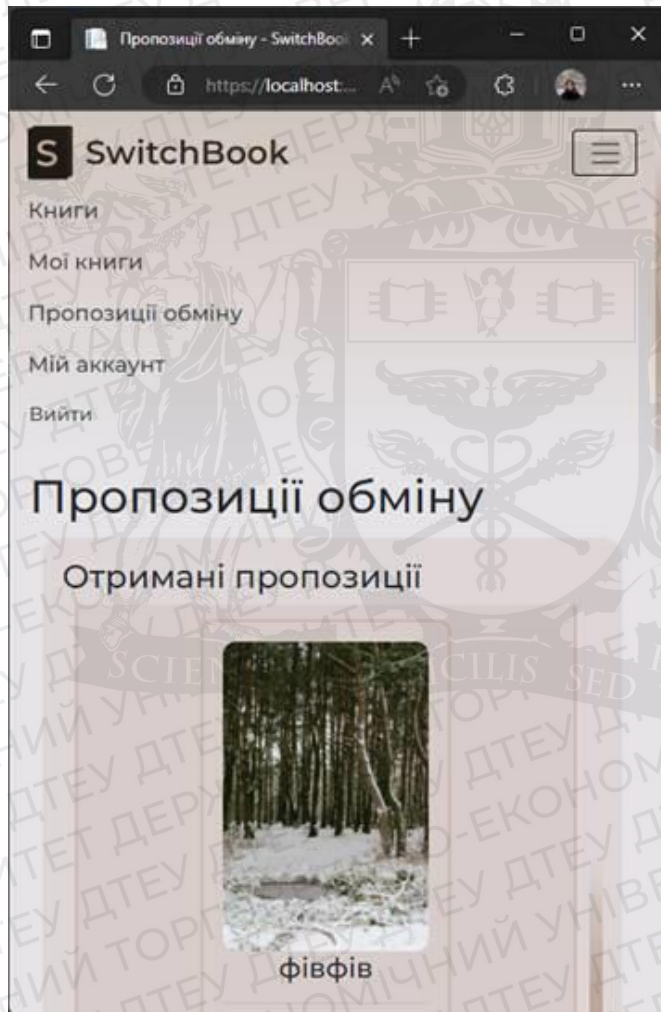 Пропозиції обміну - SwitchBoo
https://localhost:...
S SwitchBook
Книги
Мої книги
Пропозиції обміну
Мій аккаунт
Вийти
Пропозиції обміну
Отримані пропозиції
фівфів